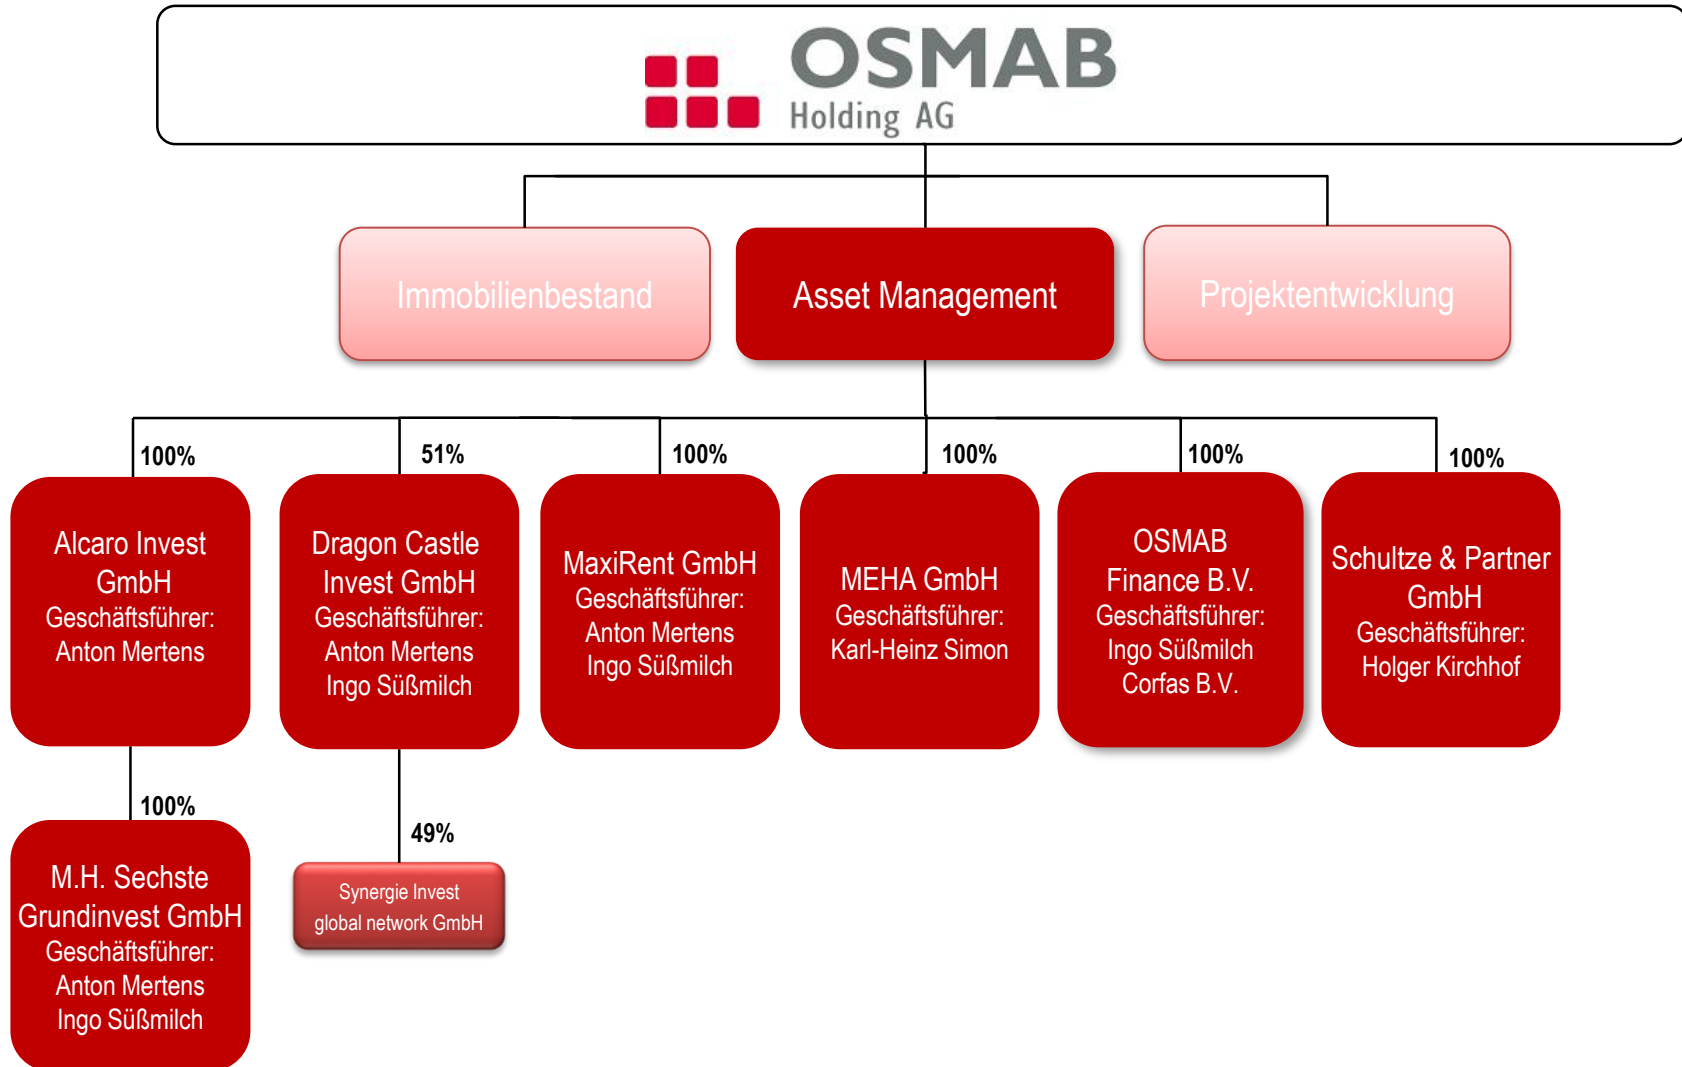 OSMAB
Holding AG
Immobilienbestand
Asset Management
Projektentwicklung
100%
51%
100%
100%
100%
100%
Alcaro Invest
GmbH
Geschäftsführer:
Anton Mertens
Dragon Castle
Invest GmbH
Geschäftsführer:
Anton Mertens
Ingo Süßmilch
MaxiRent GmbH
Geschäftsführer:
Anton Mertens
Ingo Süßmilch
MEHA GmbH
Geschäftsführer:
Karl-Heinz Simon
OSMAB
Finance B.V.
Geschäftsführer:
Ingo Süßmilch
Corfas B.V.
Schultze & Partner
GmbH
Geschäftsführer:
Holger Kirchhof
100%
49%
M.H. Sechste
Grundinvest GmbH
Geschäftsführer:
Anton Mertens
Ingo Süßmilch
Synergie Invest
global network GmbH